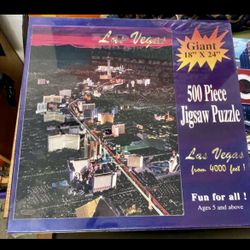 Las Vegas
Giant
18" X 24"
500 Piece
Jigsaw Puzzle
Las Vegas
from 4000 feet !
Fun for all !
Ages 5 and above